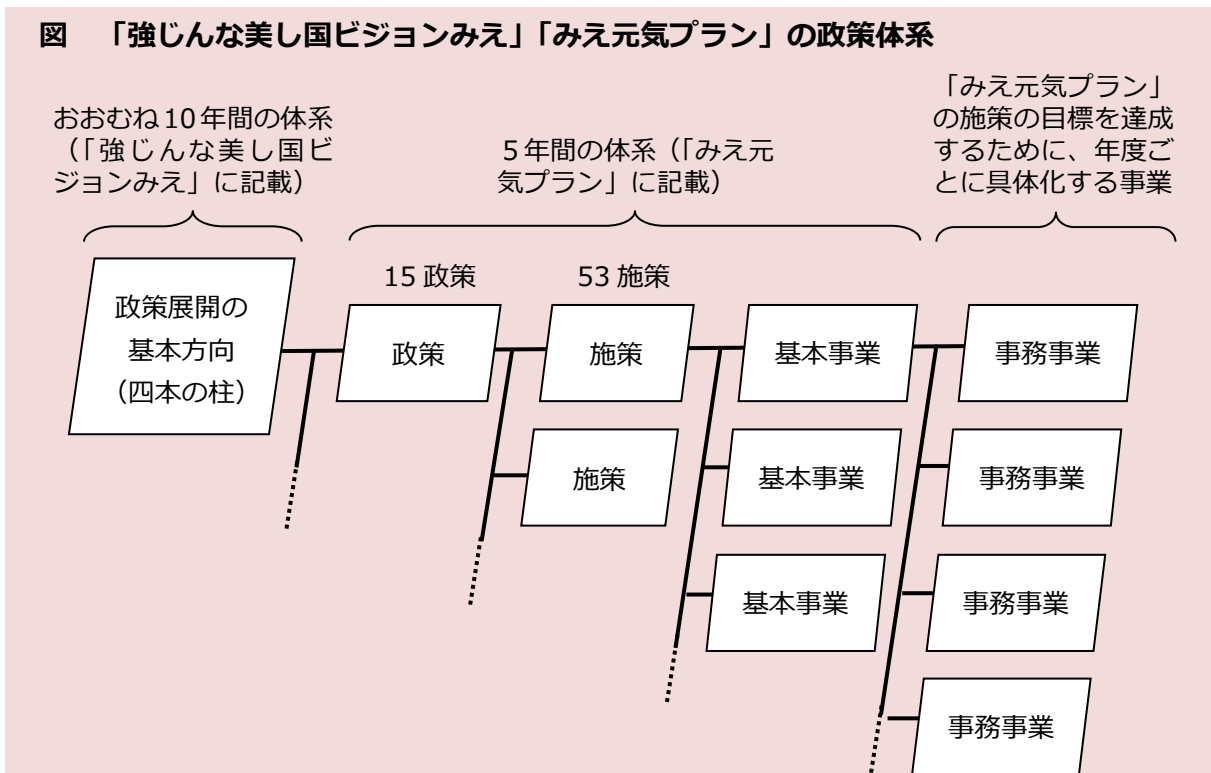 図 「強じんな美し国ビジョンみえ」「みえ元気プラン」の政策体系
おおむね10年間の体系
（「強じんな美し国ビ
ジョンみえ」に記載）
５年間の体系（「みえ元
気プラン」に記載）
「みえ元気プラン」
の施策の目標を達成
するために、年度ご
とに具体化する事業
15 政策
53 施策
政策展開の
基本方向
（四本の柱）
政策
施策
基本事業
事務事業
施策
基本事業
事務事業
基本事業
事務事業
事務事業